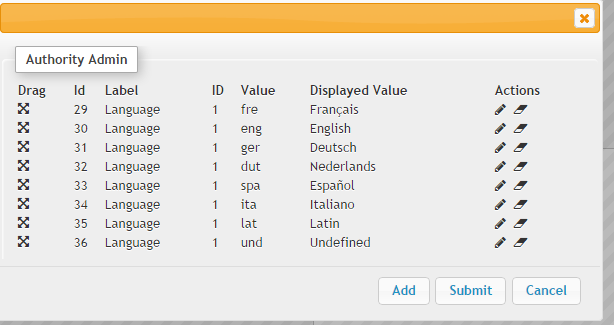 Authority Admin
Drag Id Label ID Value Displayed Value Actions
29 Language 1 fre Français
30 Language 1 eng English
31 Language 1 ger Deutsch
32 Language 1 dut Nederlands
33 Language 1 spa Español
34 Language 1 ita Italiano
35 Language 1 lat Latin
36 Language 1 und Undefined
Add Submit Cancel